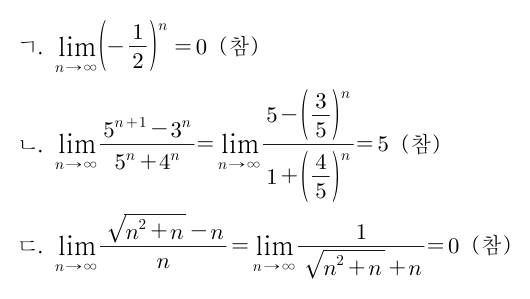 ㄱ. lim_{n→∞} (−1/2)^n = 0 (참)
ㄴ. lim_{n→∞} (5^{n+1} − 3^n)/(5^n + 4^n) = lim_{n→∞} (5 − (3/5)^n)/(1 + (4/5)^n) = 5 (참)
ㄷ. lim_{n→∞} (√(n^2 + n) − n)/n = lim_{n→∞} 1/(√(n^2 + n) + n) = 0 (참)